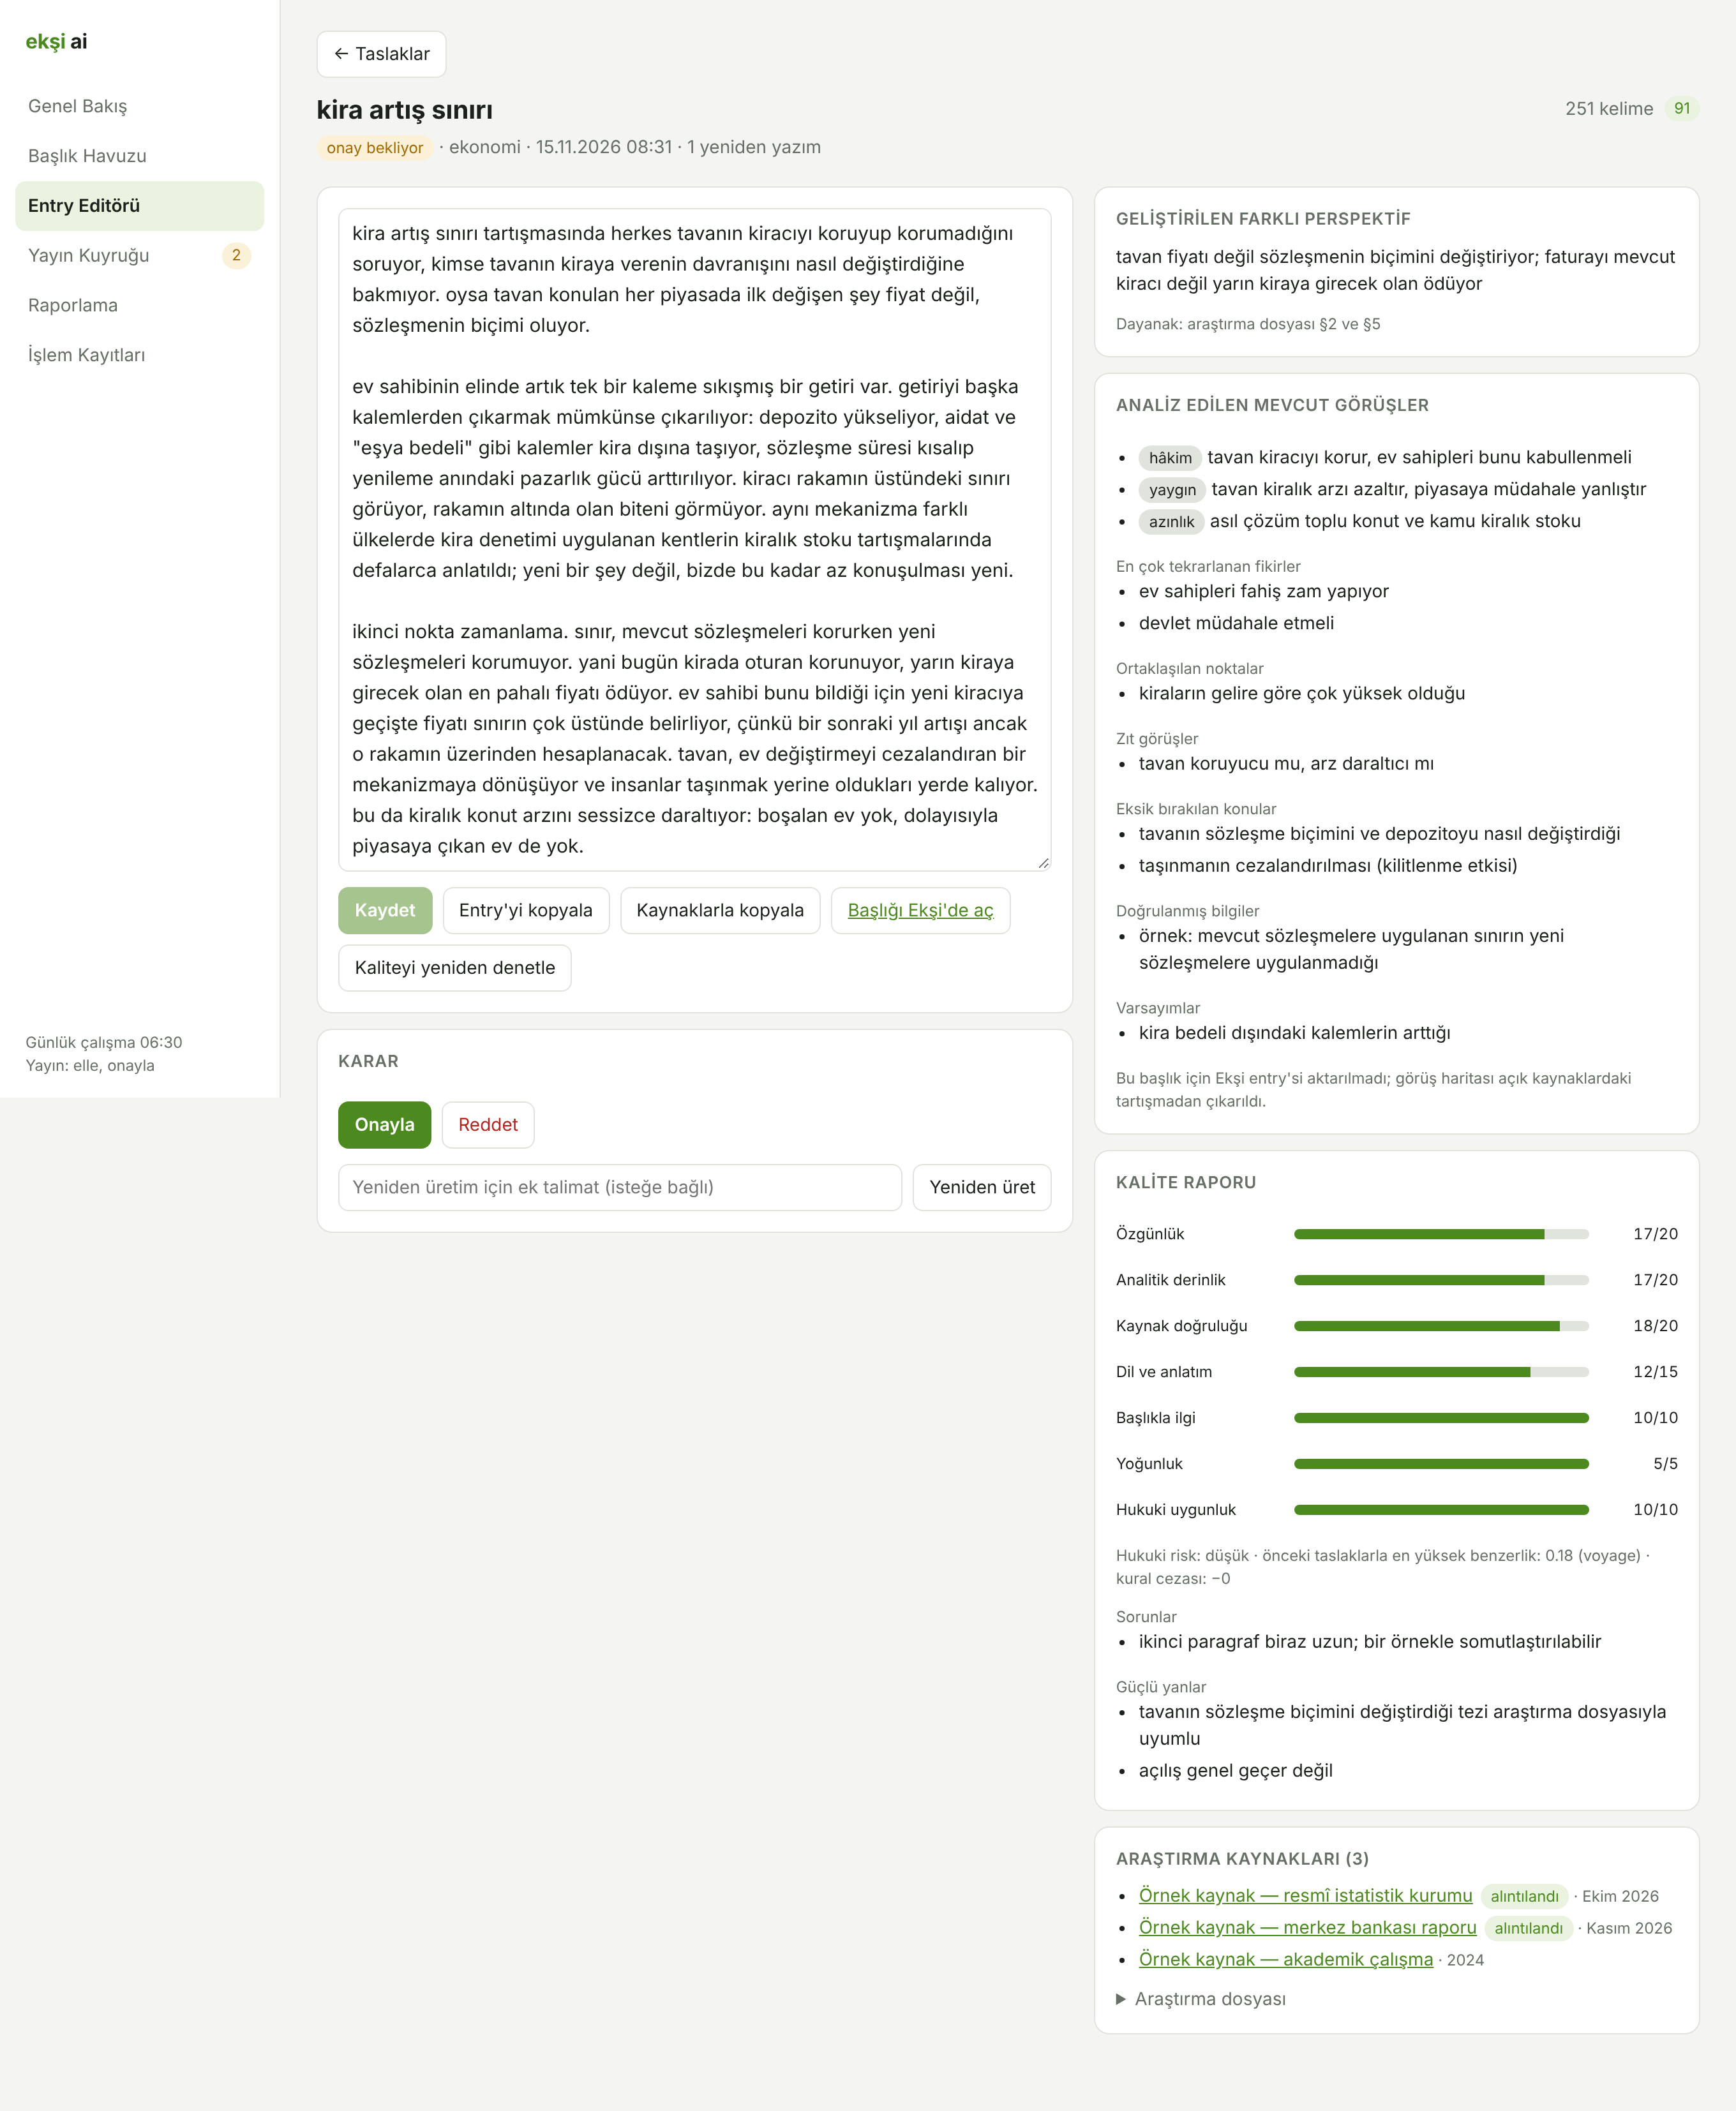 ekşi ai
Genel Bakış
Başlık Havuzu
Entry Editörü
Yayın Kuyruğu 2
Raporlama
İşlem Kayıtları
Günlük çalışma 06:30
Yayın: elle, onayla
← Taslaklar
kira artış sınırı
251 kelime 91
onay bekliyor · ekonomi · 15.11.2026 08:31 · 1 yeniden yazım
kira artış sınırı tartışmasında herkes tavanın kiracıyı koruyup korumadığını
soruyor, kimse tavanın kiraya verenin davranışını nasıl değiştirdiğine
bakmıyor. oysa tavan konulan her piyasada ilk değişen şey fiyat değil,
sözleşmenin biçimi oluyor.
ev sahibinin elinde artık tek bir kaleme sıkışmış bir getiri var. getiriyi başka
kalemlerden çıkarmak mümkünse çıkarılıyor: depozito yükseliyor, aidat ve
"eşya bedeli" gibi kalemler kira dışına taşıyor, sözleşme süresi kısalıp
yenileme anındaki pazarlık gücü arttırılıyor. kiracı rakamın üstündeki sınırı
görüyor, rakamın altında olan biteni görmüyor. aynı mekanizma farklı
ülkelerde kira denetimi uygulanan kentlerin kiralık stoku tartışmalarında
defalarca anlatıldı; yeni bir şey değil, bizde bu kadar az konuşulması yeni.
ikinci nokta zamanlama. sınır, mevcut sözleşmeleri korurken yeni
sözleşmeleri korumuyor. yani bugün kirada oturan korunuyor, yarın kiraya
girecek olan en pahalı fiyatı ödüyor. ev sahibi bunu bildiği için yeni kiracıya
geçişte fiyatı sınırın çok üstünde belirliyor, çünkü bir sonraki yıl artışı ancak
o rakamın üzerinden hesaplanacak. tavan, ev değiştirmeyi cezalandıran bir
mekanizmaya dönüşüyor ve insanlar taşınmak yerine oldukları yerde kalıyor.
bu da kiralık konut arzını sessizce daraltıyor: boşalan ev yok, dolayısıyla
piyasaya çıkan ev de yok.
Kaydet
Entry'yi kopyala
Kaynaklarla kopyala
Başlığı Ekşi'de aç
Kaliteyi yeniden denetle
KARAR
Onayla
Reddet
Yeniden üretim için ek talimat (isteğe bağlı)
Yeniden üret
GELİŞTİRİLEN FARKLI PERSPEKTİF
tavan fiyatı değil sözleşmenin biçimini değiştiriyor; faturayı mevcut
kiracı değil yarın kiraya girecek olan ödüyor
Dayanak: araştırma dosyası §2 ve §5
ANALİZ EDİLEN MEVCUT GÖRÜŞLER
• hâkim tavan kiracıyı korur, ev sahipleri bunu kabullenmeli
• yaygın tavan kiralık arzı azaltır, piyasaya müdahale yanlıştır
• azınlık asıl çözüm toplu konut ve kamu kiralık stoku
En çok tekrarlanan fikirler
• ev sahipleri fahiş zam yapıyor
• devlet müdahale etmeli
Ortaklaşılan noktalar
• kiraların gelire göre çok yüksek olduğu
Zıt görüşler
• tavan koruyucu mu, arz daraltıcı mı
Eksik bırakılan konular
• tavanın sözleşme biçimini ve depozitoyu nasıl değiştirdiği
• taşınmanın cezalandırılması (kilitlenme etkisi)
Doğrulanmış bilgiler
• örnek: mevcut sözleşmelere uygulanan sınırın yeni
sözleşmelere uygulanmadığı
Varsayımlar
• kira bedeli dışındaki kalemlerin arttığı
Bu başlık için Ekşi entry'si aktarılmadı; görüş haritası açık kaynaklardaki
tartışmadan çıkarıldı.
KALİTE RAPORU
Özgünlük 17/20
Analitik derinlik 17/20
Kaynak doğruluğu 18/20
Dil ve anlatım 12/15
Başlıkla ilgi 10/10
Yoğunluk 5/5
Hukuki uygunluk 10/10
Hukuki risk: düşük · önceki taslaklarla en yüksek benzerlik: 0.18 (voyage) ·
kural cezası: −0
Sorunlar
• ikinci paragraf biraz uzun; bir örnekle somutlaştırılabilir
Güçlü yanlar
• tavanın sözleşme biçimini değiştirdiği tezi araştırma dosyasıyla
uyumlu
• açılış genel geçer değil
ARAŞTIRMA KAYNAKLARI (3)
• Örnek kaynak — resmî istatistik kurumu alıntılandı · Ekim 2026
• Örnek kaynak — merkez bankası raporu alıntılandı · Kasım 2026
• Örnek kaynak — akademik çalışma · 2024
▶ Araştırma dosyası